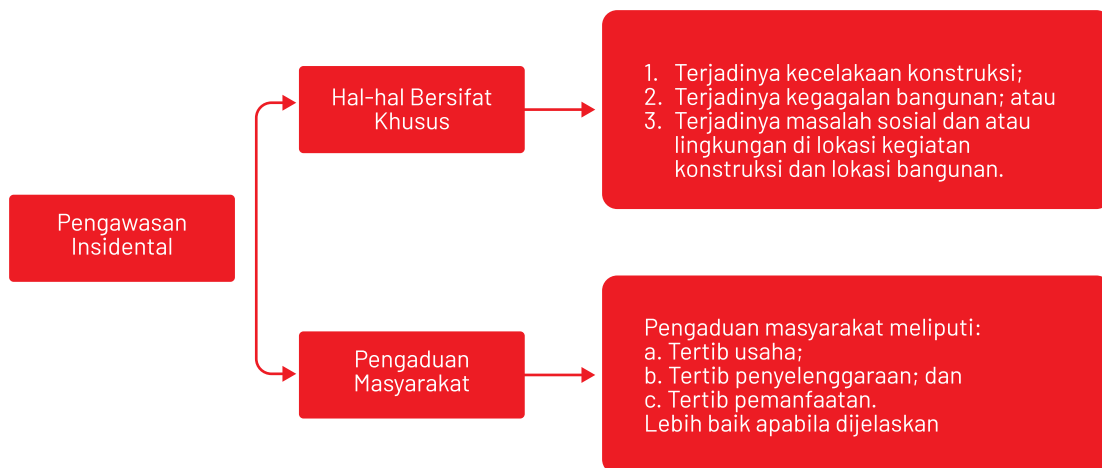 Pengawasan
Insidental
Hal-hal Bersifat
Khusus
1. Terjadinya kecelakaan konstruksi;
2. Terjadinya kegagalan bangunan; atau
3. Terjadinya masalah sosial dan atau
lingkungan di lokasi kegiatan
konstruksi dan lokasi bangunan.
Pengaduan
Masyarakat
Pengaduan masyarakat meliputi:
a. Tertib usaha;
b. Tertib penyelenggaraan; dan
c. Tertib pemanfaatan.
Lebih baik apabila dijelaskan